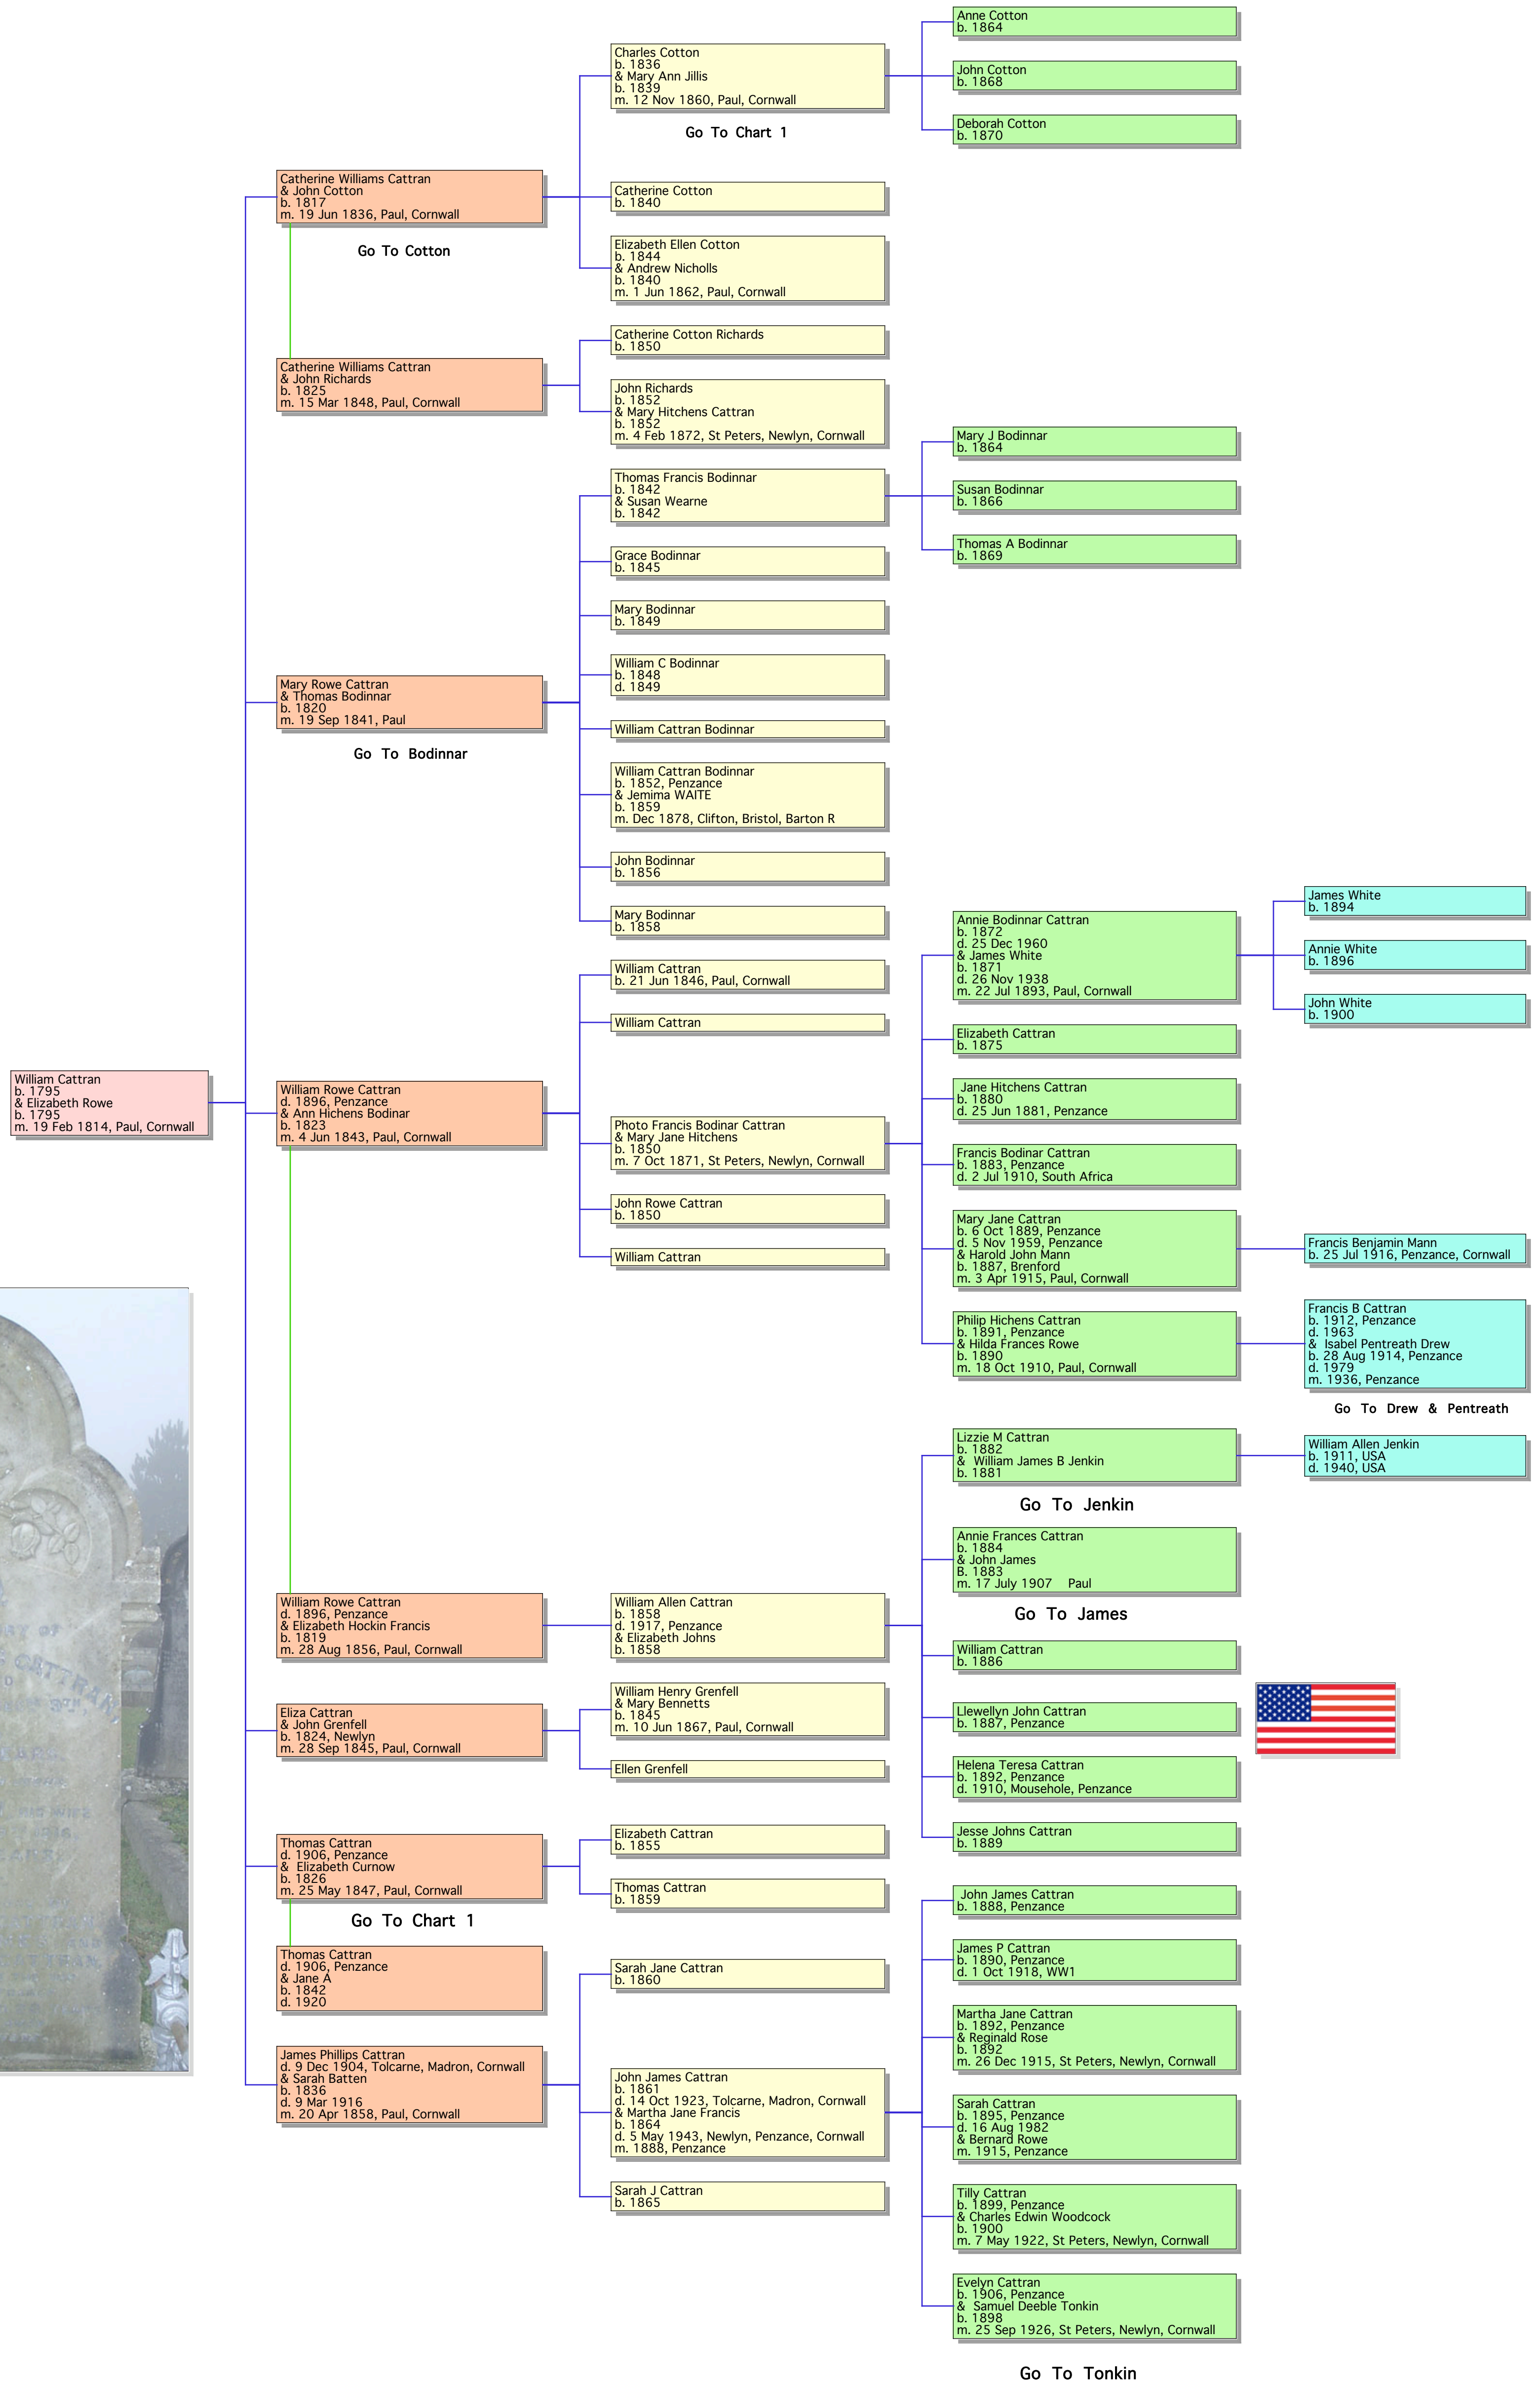 William Cattran
b. 1795
& Elizabeth Rowe
b. 1795
m. 19 Feb 1814, Paul, Cornwall
Catherine Williams Cattran
& John Cotton
b. 1817
m. 19 Jun 1836, Paul, Cornwall
Go To Cotton
Catherine Williams Cattran
& John Richards
b. 1825
m. 15 Mar 1848, Paul, Cornwall
Mary Rowe Cattran
& Thomas Bodinnar
b. 1820
m. 19 Sep 1841, Paul
Go To Bodinnar
William Rowe Cattran
d. 1896, Penzance
& Ann Hichens Bodinar
b. 1823
m. 4 Jun 1843, Paul, Cornwall
William Rowe Cattran
d. 1896, Penzance
& Elizabeth Hockin Francis
b. 1819
m. 28 Aug 1856, Paul, Cornwall
Eliza Cattran
& John Grenfell
b. 1824, Newlyn
m. 28 Sep 1845, Paul, Cornwall
Thomas Cattran
d. 1906, Penzance
& Elizabeth Curnow
b. 1826
m. 25 May 1847, Paul, Cornwall
Go To Chart 1
Thomas Cattran
d. 1906, Penzance
& Jane A
b. 1842
d. 1920
James Phillips Cattran
d. 9 Dec 1904, Tolcarne, Madron, Cornwall
& Sarah Batten
b. 1836
d. 9 Mar 1916
m. 20 Apr 1858, Paul, Cornwall
Charles Cotton
b. 1836
& Mary Ann Jillis
b. 1839
m. 12 Nov 1860, Paul, Cornwall
Go To Chart 1
Catherine Cotton
b. 1840
Elizabeth Ellen Cotton
b. 1844
& Andrew Nicholls
b. 1840
m. 1 Jun 1862, Paul, Cornwall
Catherine Cotton Richards
b. 1850
John Richards
b. 1852
& Mary Hitchens Cattran
b. 1852
m. 4 Feb 1872, St Peters, Newlyn, Cornwall
Thomas Francis Bodinnar
b. 1842
& Susan Wearne
b. 1842
Grace Bodinnar
b. 1845
Mary Bodinnar
b. 1849
William C Bodinnar
b. 1848
d. 1849
William Cattran Bodinnar
William Cattran Bodinnar
b. 1852, Penzance
& Jemima WAITE
b. 1859
m. Dec 1878, Clifton, Bristol, Barton R
John Bodinnar
b. 1856
Mary Bodinnar
b. 1858
William Cattran
b. 21 Jun 1846, Paul, Cornwall
William Cattran
Photo Francis Bodinar Cattran
& Mary Jane Hitchens
b. 1850
m. 7 Oct 1871, St Peters, Newlyn, Cornwall
John Rowe Cattran
b. 1850
William Cattran
William Allen Cattran
b. 1858
d. 1917, Penzance
& Elizabeth Johns
b. 1858
William Henry Grenfell
& Mary Bennetts
b. 1845
m. 10 Jun 1867, Paul, Cornwall
Ellen Grenfell
Elizabeth Cattran
b. 1855
Thomas Cattran
b. 1859
Sarah Jane Cattran
b. 1860
John James Cattran
b. 1861
d. 14 Oct 1923, Tolcarne, Madron, Cornwall
& Martha Jane Francis
b. 1864
d. 5 May 1943, Newlyn, Penzance, Cornwall
m. 1888, Penzance
Sarah J Cattran
b. 1865
Anne Cotton
b. 1864
John Cotton
b. 1868
Deborah Cotton
b. 1870
Mary J Bodinnar
b. 1864
Susan Bodinnar
b. 1866
Thomas A Bodinnar
b. 1869
Annie Bodinnar Cattran
b. 1872
d. 25 Dec 1960
& James White
b. 1871
d. 26 Nov 1938
m. 22 Jul 1893, Paul, Cornwall
Elizabeth Cattran
b. 1875
Jane Hitchens Cattran
b. 1880
d. 25 Jun 1881, Penzance
Francis Bodinar Cattran
b. 1883, Penzance
d. 2 Jul 1910, South Africa
Mary Jane Cattran
b. 6 Oct 1889, Penzance
d. 5 Nov 1959, Penzance
& Harold John Mann
b. 1887, Brenford
m. 3 Apr 1915, Paul, Cornwall
Philip Hichens Cattran
b. 1891, Penzance
& Hilda Frances Rowe
b. 1890
m. 18 Oct 1910, Paul, Cornwall
Lizzie M Cattran
b. 1882
& William James B Jenkin
b. 1881
Go To Jenkin
Annie Frances Cattran
b. 1884
& John James
B. 1883
m. 17 July 1907 Paul
Go To James
William Cattran
b. 1886
Llewellyn John Cattran
b. 1887, Penzance
Helena Teresa Cattran
b. 1892, Penzance
d. 1910, Mousehole, Penzance
Jesse Johns Cattran
b. 1889
John James Cattran
b. 1888, Penzance
James P Cattran
b. 1890, Penzance
d. 1 Oct 1918, WW1
Martha Jane Cattran
b. 1892, Penzance
& Reginald Rose
b. 1892
m. 26 Dec 1915, St Peters, Newlyn, Cornwall
Sarah Cattran
b. 1895, Penzance
d. 16 Aug 1982
& Bernard Rowe
m. 1915, Penzance
Tilly Cattran
b. 1899, Penzance
& Charles Edwin Woodcock
b. 1900
m. 7 May 1922, St Peters, Newlyn, Cornwall
Evelyn Cattran
b. 1906, Penzance
& Samuel Deeble Tonkin
b. 1898
m. 25 Sep 1926, St Peters, Newlyn, Cornwall
Go To Tonkin
James White
b. 1894
Annie White
b. 1896
John White
b. 1900
Francis Benjamin Mann
b. 25 Jul 1916, Penzance, Cornwall
Francis B Cattran
b. 1912, Penzance
d. 1963
& Isabel Pentreath Drew
b. 28 Aug 1914, Penzance
d. 1979
m. 1936, Penzance
Go To Drew & Pentreath
William Allen Jenkin
b. 1911, USA
d. 1940, USA